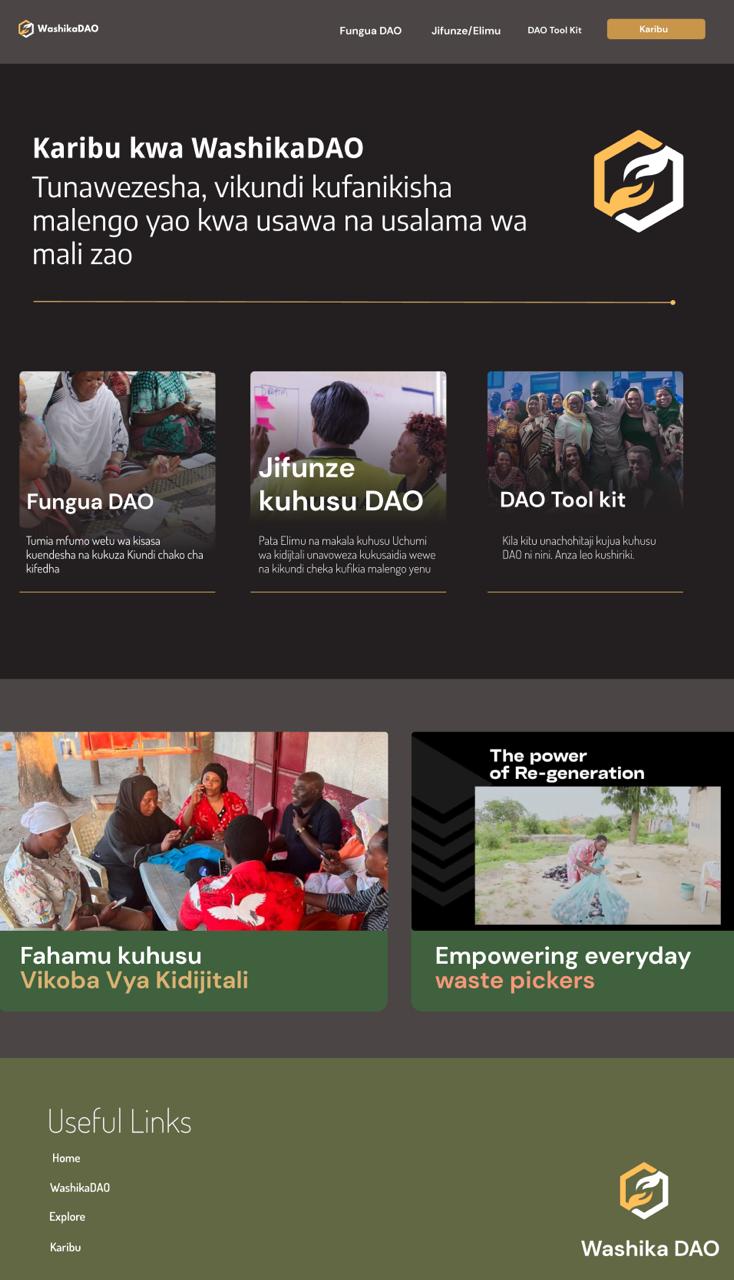 WashikaDAO
Fungua DAO
Jifunze/Elimu
DAO Tool Kit
Karibu
Karibu kwa WashikaDAO
Tunawezesha, vikundi kufanikisha
malengo yao kwa usawa na usalama wa
mali zao
Fungua DAO
Tumia mfumo wetu wa kisasa
kuendesha na kukuza Kiundi chako cha
kifedha
Jifunze
kuhusu DAO
Pata Elimu na makala kuhusu Uchumi
wa kidijtali unavoweza kukusaidia wewe
na kikundi cheka kufikia malengo yenu
DAO Tool kit
Kila kitu unachohitaji kujua kuhusu
DAO ni nini. Anza leo kushiriki.
Fahamu kuhusu
Vikoba Vya Kidijitali
The power
of Re-generation
Empowering everyday
waste pickers
Useful Links
Home
WashikaDAO
Explore
Karibu
Washika DAO